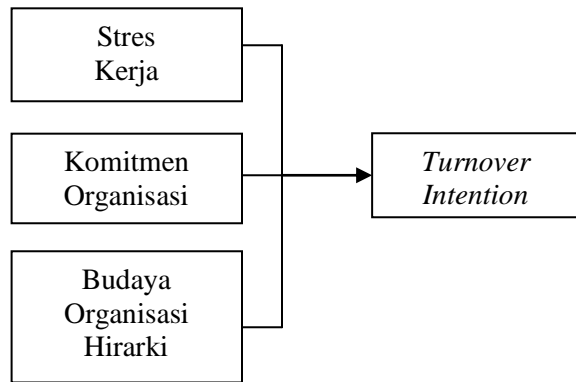 Stres
Kerja
Komitmen
Organisasi
Budaya
Organisasi
Hirarki
Turnover
Intention